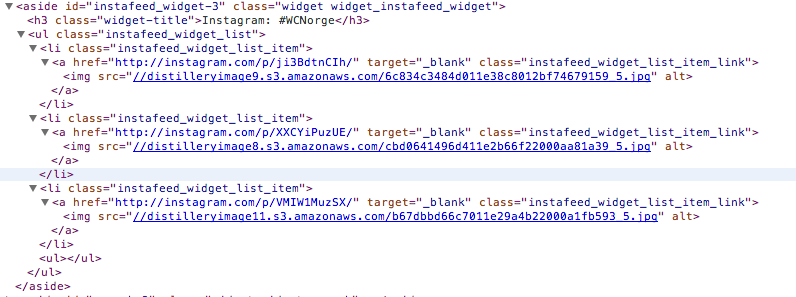 ▼<aside id="instafeed_widget-3" class="widget widget_instafeed_widget">
<h3 class="widget-title">Instagram: #WCNorge</h3>
▼<ul class="instafeed_widget_list">
▼<li class="instafeed_widget_list_item">
▼<a href="http://instagram.com/p/ji3BdtnCIh/" target="_blank" class="instafeed_widget_list_item_link">
<img src="//distilleryimage9.s3.amazonaws.com/6c834c3484d011e38c8012bf74679159_5.jpg" alt>
</a>
</li>
▼<li class="instafeed_widget_list_item">
▼<a href="http://instagram.com/p/XXCYiPuzUE/" target="_blank" class="instafeed_widget_list_item_link">
<img src="//distilleryimage8.s3.amazonaws.com/cbd0641496d411e2b66f22000aa81a39_5.jpg" alt>
</a>
</li>
▼<li class="instafeed_widget_list_item">
▼<a href="http://instagram.com/p/VMIW1MuzSX/" target="_blank" class="instafeed_widget_list_item_link">
<img src="//distilleryimage11.s3.amazonaws.com/b67dbbd66c7011e29a4b22000a1fb593_5.jpg" alt>
</a>
</li>
<ul></ul>
</ul>
</aside>